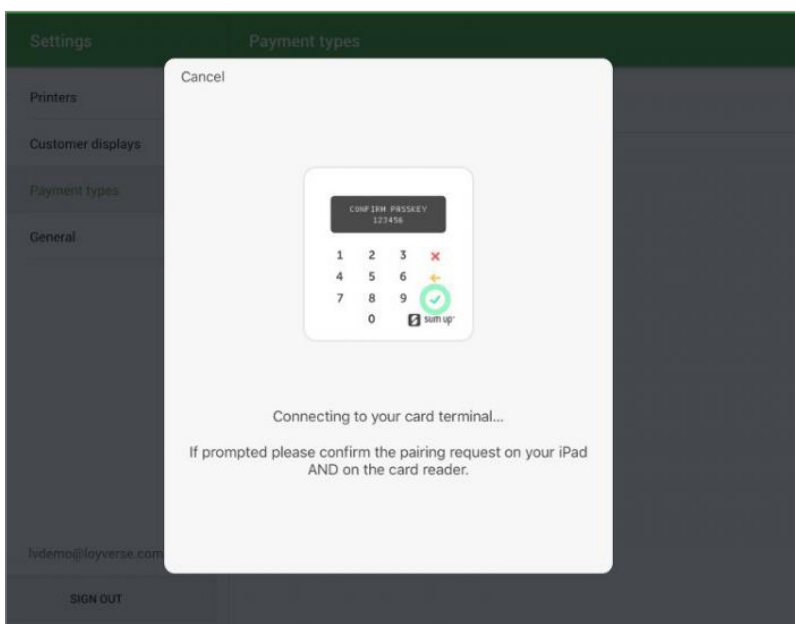 Settings
Payment types
Cancel
Printers
Customer displays
Payment types
General
CONFIRM PASSKEY
123456
1 2 3
4 5 6
7 8 9
0
sum up
Connecting to your card terminal...
If prompted please confirm the pairing request on your iPad
AND on the card reader.
lvdemo@loyverse.com
SIGN OUT